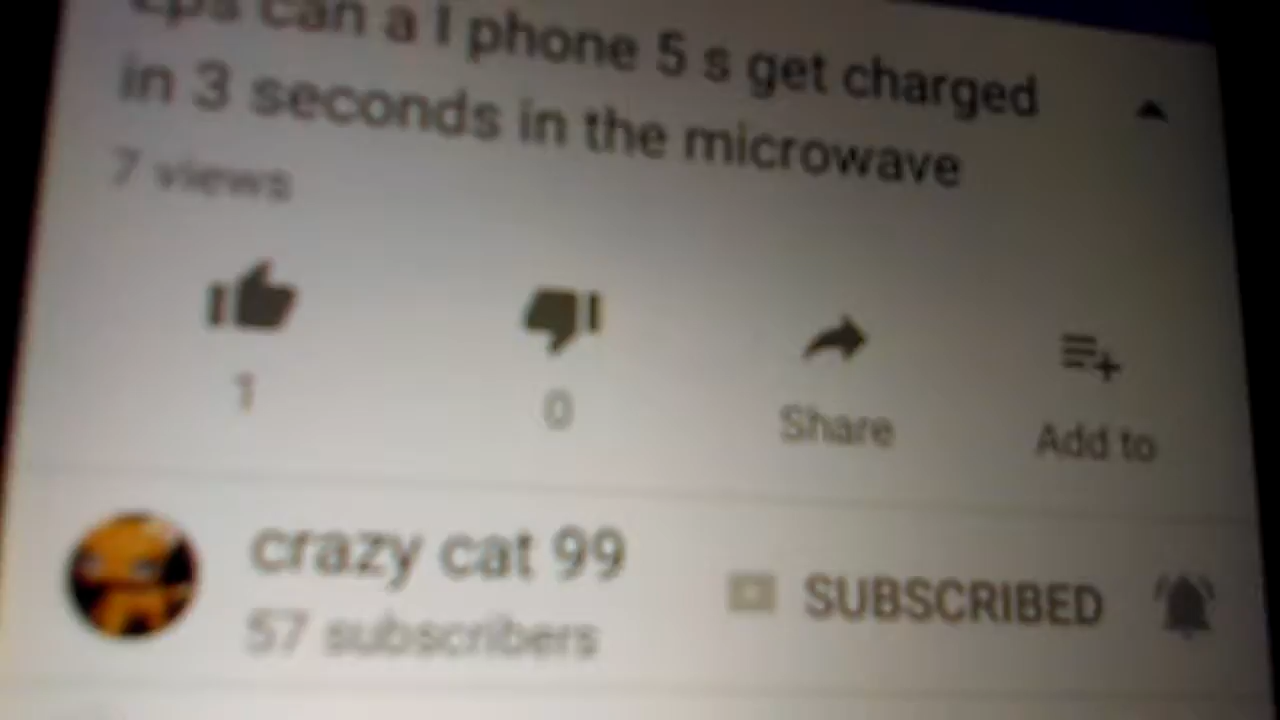 Eps can a I phone 5 s get charged
in 3 seconds in the microwave
7 views
1
0
Share
Add to
crazy cat 99
57 subscribers
SUBSCRIBED